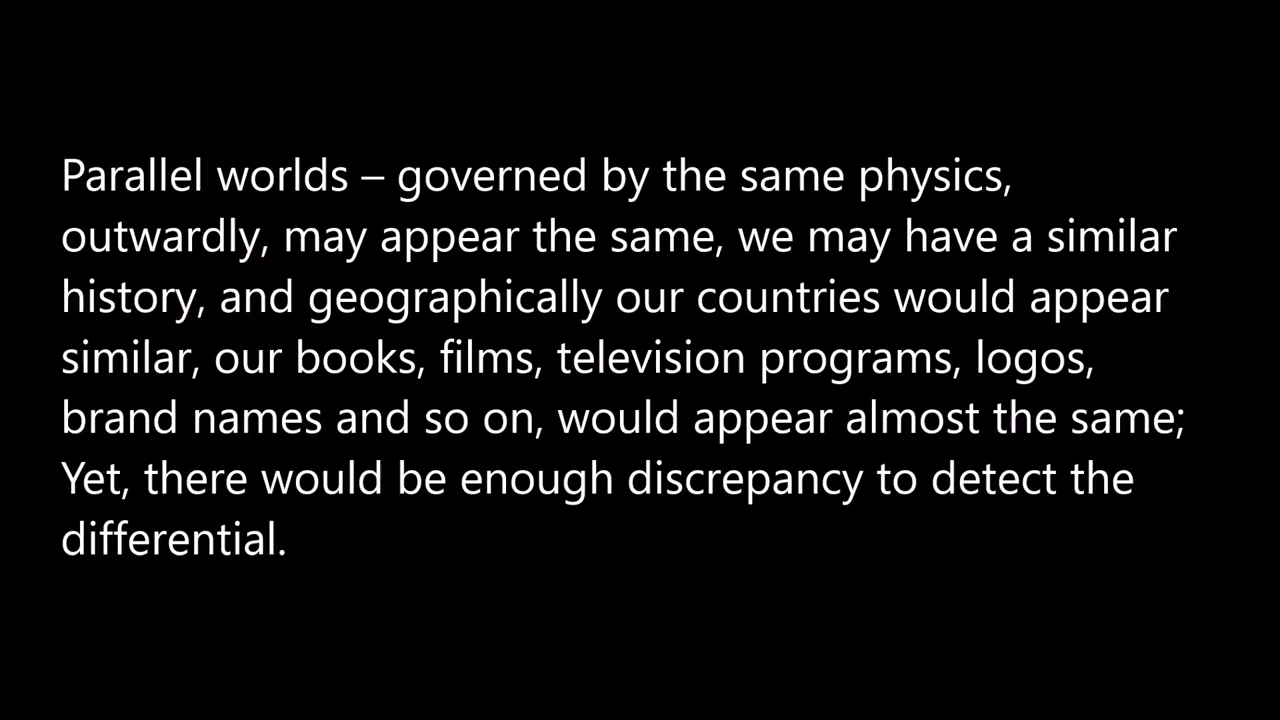 Parallel worlds – governed by the same physics,
outwardly, may appear the same, we may have a similar
history, and geographically our countries would appear
similar, our books, films, television programs, logos,
brand names and so on, would appear almost the same;
Yet, there would be enough discrepancy to detect the
differential.